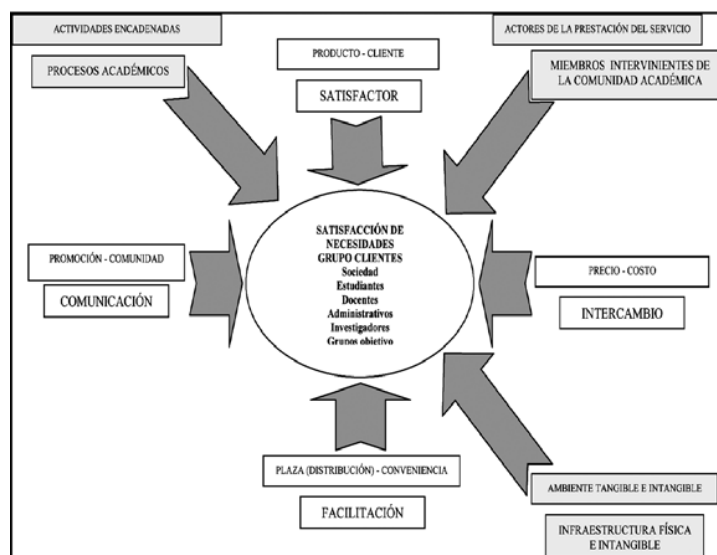 ACTIVIDADES ENCADENADAS
PROCESOS ACADÉMICOS
PRODUCTO - CLIENTE
SATISFACTOR
ACTORES DE LA PRESTACIÓN DEL SERVICIO
MIEMBROS INTERVINIENTES DE
LA COMUNIDAD ACADÉMICA
PROMOCIÓN - COMUNIDAD
COMUNICACIÓN
SATISFACCIÓN DE
NECESIDADES
GRUPO CLIENTES
Sociedad
Estudiantes
Docentes
Administrativos
Investigadores
Grupos objetivo
PRECIO - COSTO
INTERCAMBIO
PLAZA (DISTRIBUCIÓN) - CONVENIENCIA
FACILITACIÓN
AMBIENTE TANGIBLE E INTANGIBLE
INFRAESTRUCTURA FÍSICA
E INTANGIBLE